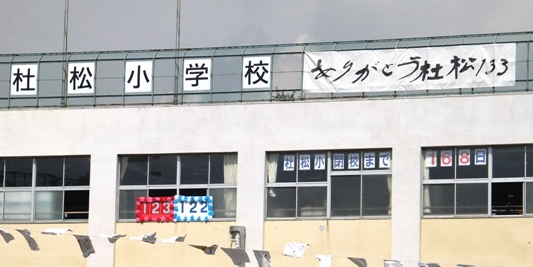 杜松小学校
ありがとう杜松133
杜松小閉校まで
168日
123 122